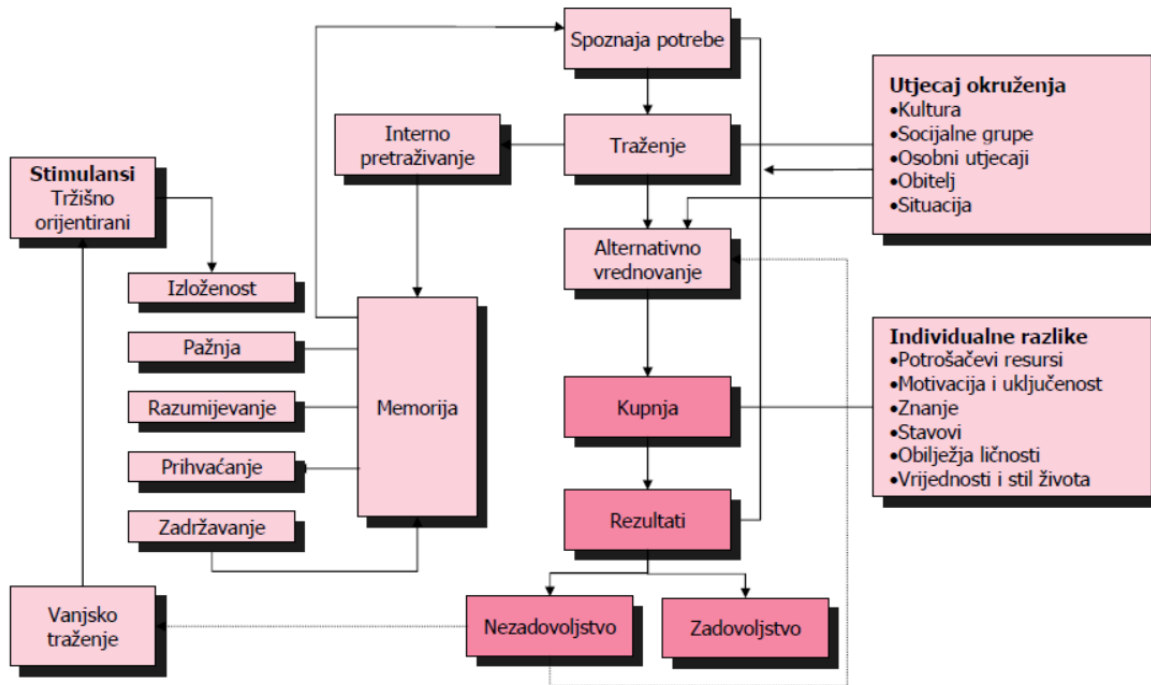 Spoznaja potrebe
Utjecaj okruženja
•Kultura
•Socijalne grupe
•Osobni utjecaji
•Obitelj
•Situacija
Interno
pretraživanje
Traženje
Stimulansi
Tržišno
orijentirani
Alternativno
vrednovanje
Izloženost
Pažnja
Razumijevanje
Prihvaćanje
Zadržavanje
Memorija
Individualne razlike
•Potrošačevi resursi
•Motivacija i uključenost
•Znanje
•Stavovi
•Obilježja ličnosti
•Vrijednosti i stil života
Kupnja
Rezultati
Vanjsko
traženje
Nezadovoljstvo
Zadovoljstvo